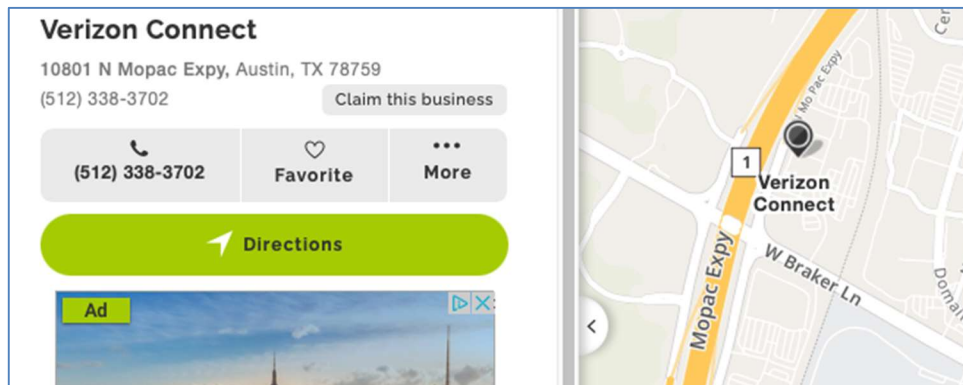 Verizon Connect
10801 N Mopac Expy, Austin, TX 78759
(512) 338-3702
Claim this business
(512) 338-3702
Favorite
More
Directions
Ad
Mo Pac Expy
1
Verizon
Connect
Mopac Expy
W Braker Ln